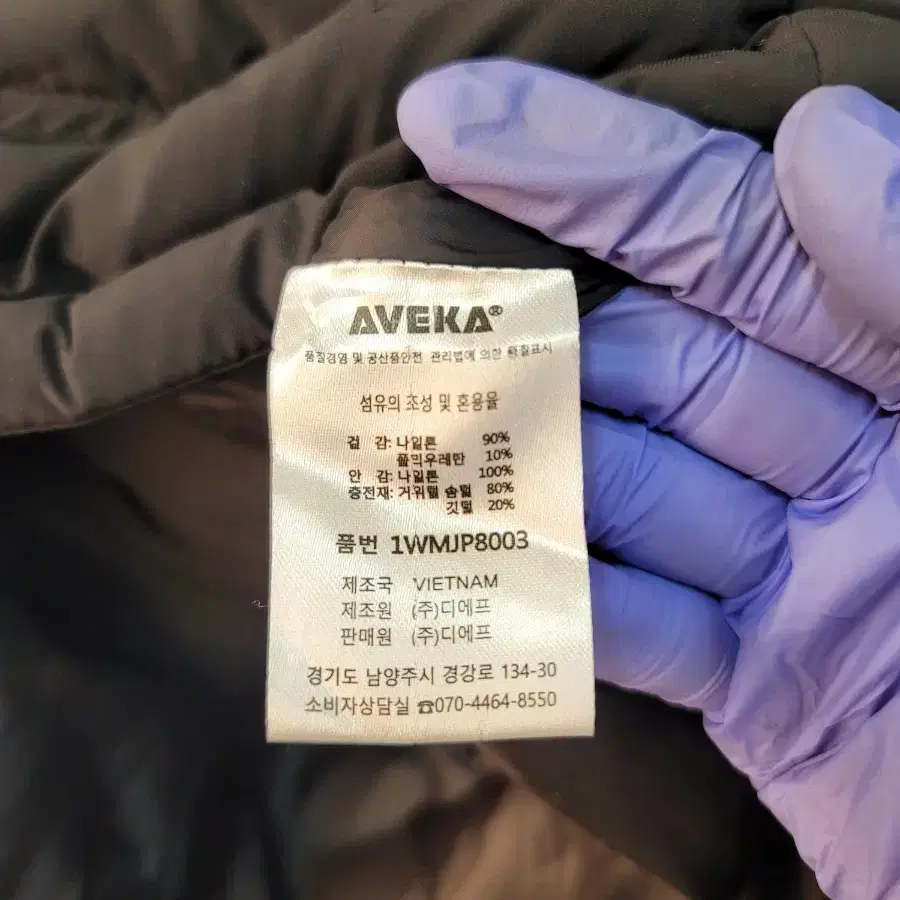 AVEKA®
품질경영 및 공산품안전 관리법에 의한 품질표시
섬유의 조성 및 혼용율
겉 감: 나일론 90%
폴리우레탄 10%
안 감: 나일론 100%
충전재: 거위털 솜털 80%
깃털 20%
품번 1WMJP8003
제조국 VIETNAM
제조원 (주)디에프
판매원 (주)디에프
경기도 남양주시 경강로 134-30
소비자상담실 ☎070-4464-8550